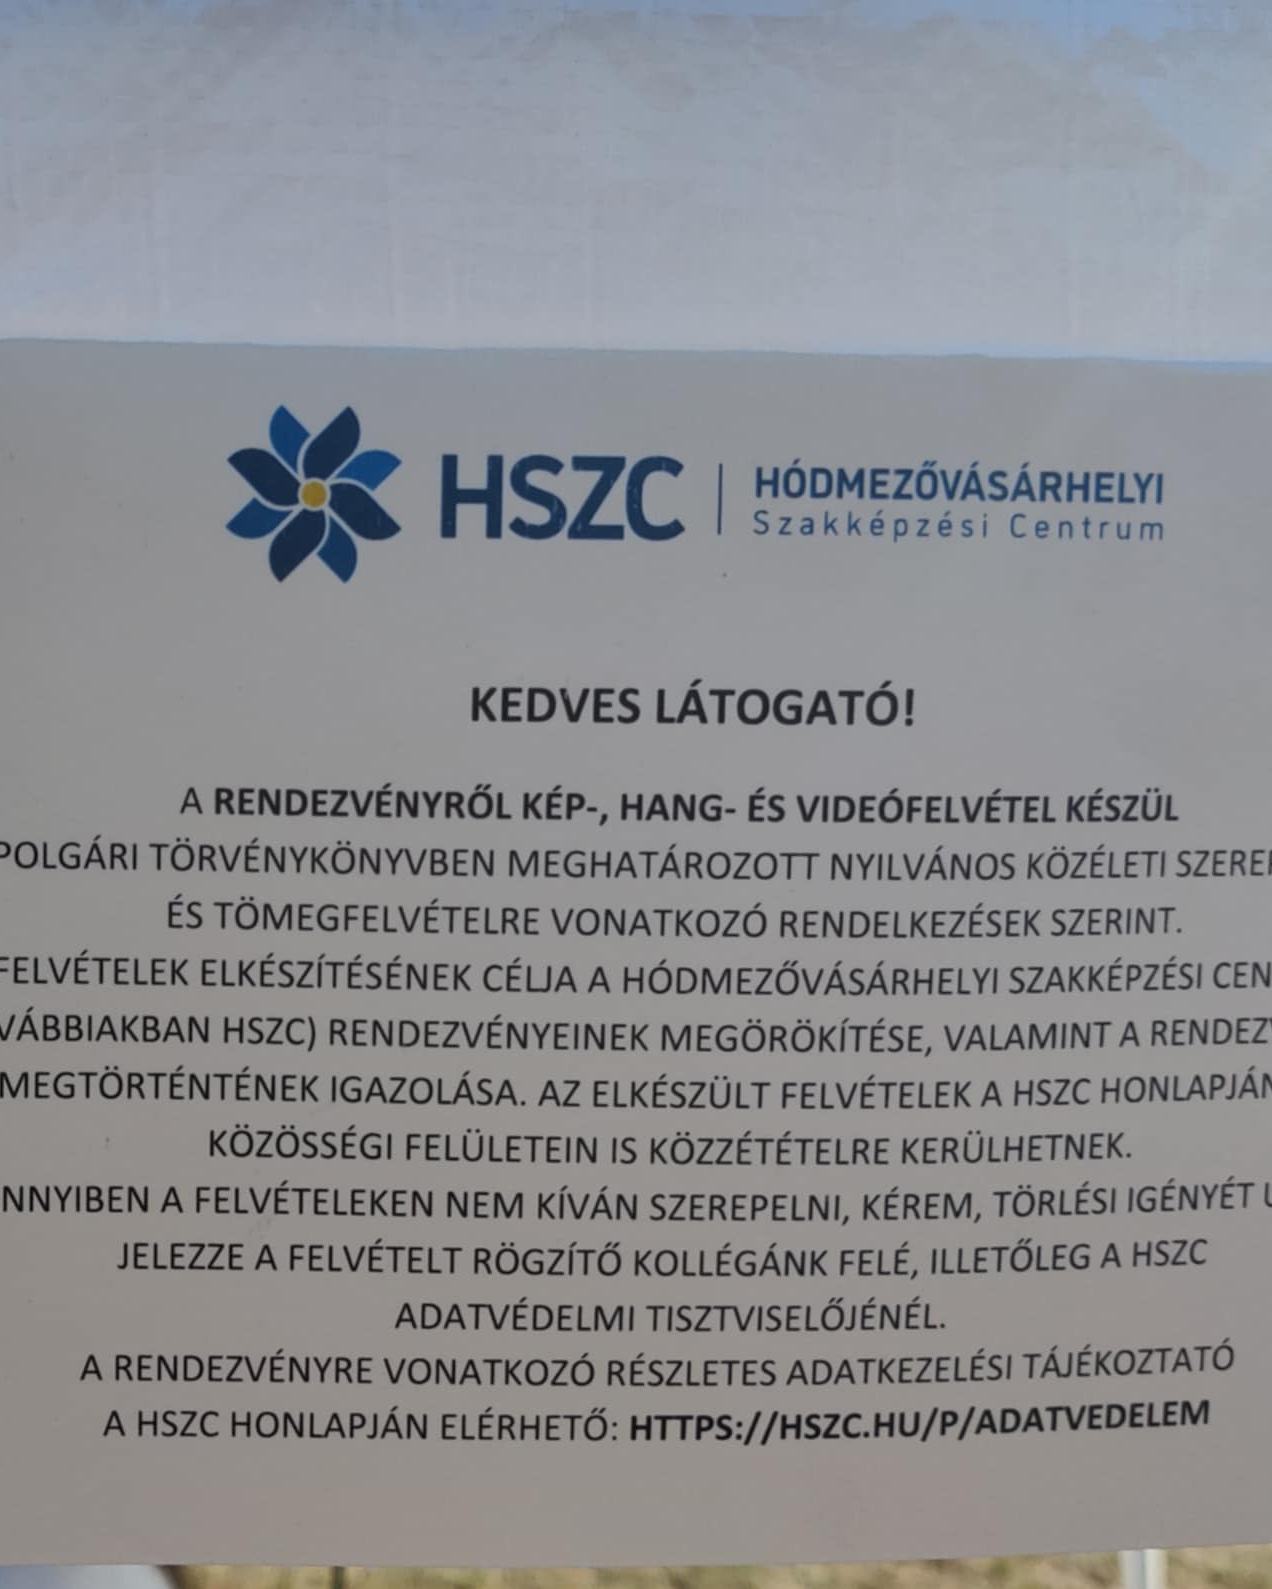 HSZC
HÓDMEZŐVÁSÁRHELYI
Szakképzési Centrum
KEDVES LÁTOGATÓ!
A RENDEZVÉNYRŐL KÉP-, HANG- ÉS VIDEÓFELVÉTEL KÉSZÜL
POLGÁRI TÖRVÉNYKÖNYVBEN MEGHATÁROZOTT NYILVÁNOS KÖZÉLETI
ÉS TÖMEGFELVÉTELRE VONATKOZÓ RENDELKEZÉSEK SZERINT.
FELVÉTELEK ELKÉSZÍTÉSÉNEK CÉLJA A HÓDMEZŐVÁSÁRHELYI SZAKKÉPZÉSI
HSZC) RENDEZVÉNYEINEK MEGÖRÖKÍTÉSE, VALAMINT A
MEGTÖRTÉNTÉNEK IGAZOLÁSA. AZ ELKÉSZÜLT FELVÉTELEK A HSZC HONLAPJÁN
KÖZÖSSÉGI FELÜLETEIN IS KÖZZÉTÉTELRE KERÜLHETNEK.
A FELVÉTELEKEN NEM KÍVÁN SZEREPELNI, KÉREM, TÖRLÉSI IGÉNYÉT
JELEZZE A FELVÉTELT RÖGZÍTŐ KOLLÉGÁNK FELÉ, ILLETŐLEG A HSZC
ADATVÉDELMI TISZTVISELŐJÉNÉL.
A RENDEZVÉNYRE VONATKOZÓ RÉSZLETES ADATKEZELÉSI TÁJÉKOZTATÓ
A HSZC HONLAPJÁN ELÉRHETŐ: HTTPS://HSZC.HU/P/ADATVEDELEM